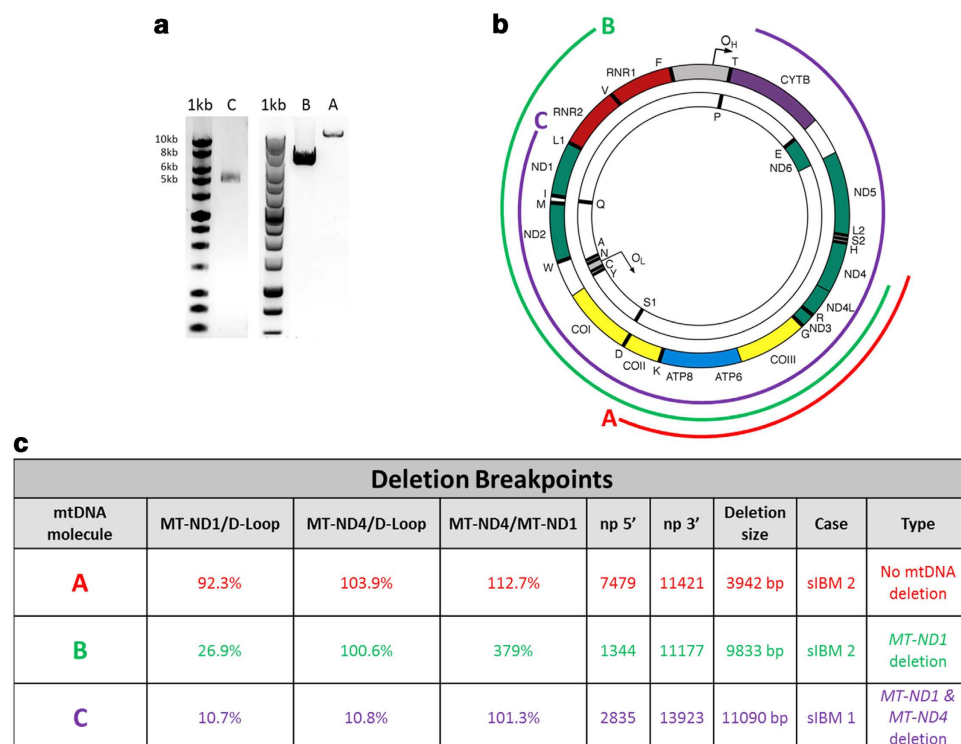 a
1kb C 1kb B A
10kb
8kb
6kb
5kb
b
B
C
A
O_H
F
T
RNR1
CYTB
V
RNR2
P
L1
E
ND6
ND1
ND5
I
M
Q
L2
S2
H
ND2
A
N
C
Y
O_L
W
ND4
S1
ND4L
R
ND3
G
COI
COIII
D
COII
K
ATP8
ATP6
c
Deletion Breakpoints
mtDNA molecule MT-ND1/D-Loop MT-ND4/D-Loop MT-ND4/MT-ND1 np 5’ np 3’ Deletion size Case Type
A 92.3% 103.9% 112.7% 7479 11421 3942 bp sIBM 2 No mtDNA deletion
B 26.9% 100.6% 379% 1344 11177 9833 bp sIBM 2 MT-ND1 deletion
C 10.7% 10.8% 101.3% 2835 13923 11090 bp sIBM 1 MT-ND1 & MT-ND4 deletion